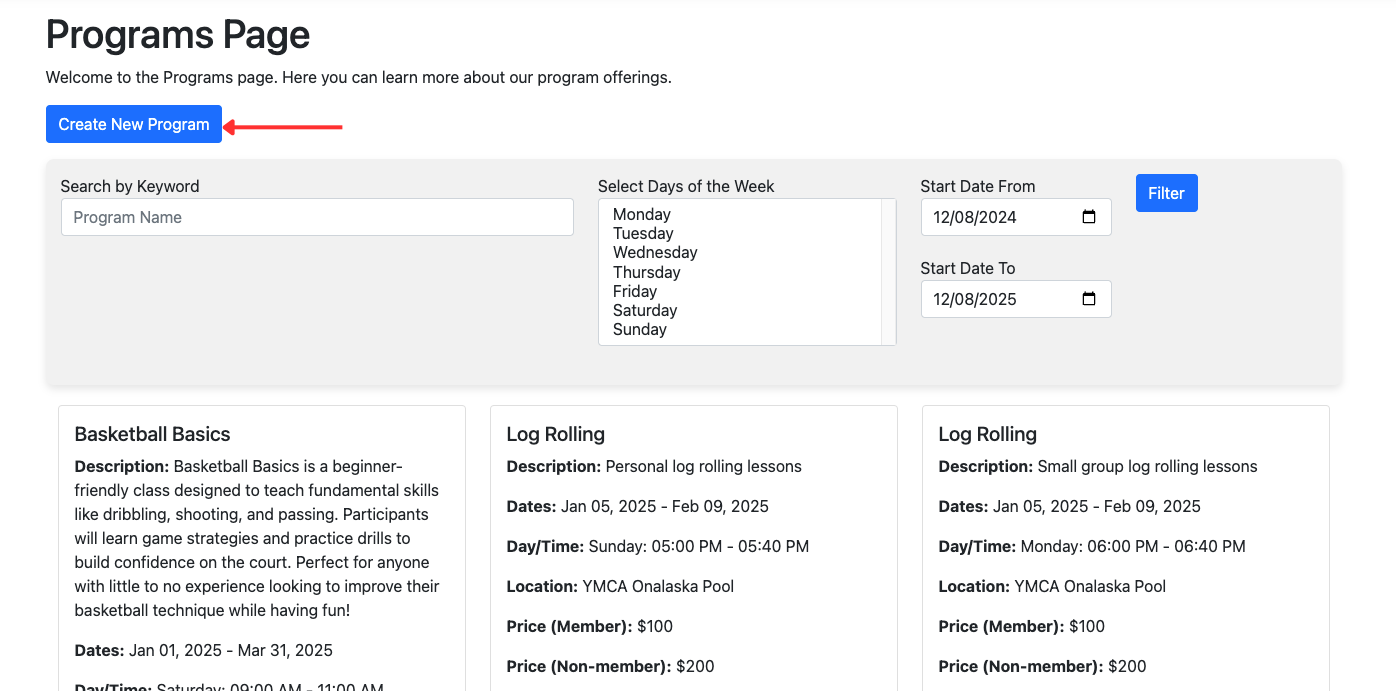 Programs Page
Welcome to the Programs page. Here you can learn more about our program offerings.
Create New Program
Search by Keyword
Program Name
Select Days of the Week
Monday
Tuesday
Wednesday
Thursday
Friday
Saturday
Sunday
Start Date From
12/08/2024
Start Date To
12/08/2025
Filter
Basketball Basics
Description: Basketball Basics is a beginner-
friendly class designed to teach fundamental skills
like dribbling, shooting, and passing. Participants
will learn game strategies and practice drills to
build confidence on the court. Perfect for anyone
with little to no experience looking to improve their
basketball technique while having fun!
Dates: Jan 01, 2025 - Mar 31, 2025
Day/Time: Saturday: 09:00 AM - 11:00 AM
Log Rolling
Description: Personal log rolling lessons
Dates: Jan 05, 2025 - Feb 09, 2025
Day/Time: Sunday: 05:00 PM - 05:40 PM
Location: YMCA Onalaska Pool
Price (Member): $100
Price (Non-member): $200
Log Rolling
Description: Small group log rolling lessons
Dates: Jan 05, 2025 - Feb 09, 2025
Day/Time: Monday: 06:00 PM - 06:40 PM
Location: YMCA Onalaska Pool
Price (Member): $100
Price (Non-member): $200